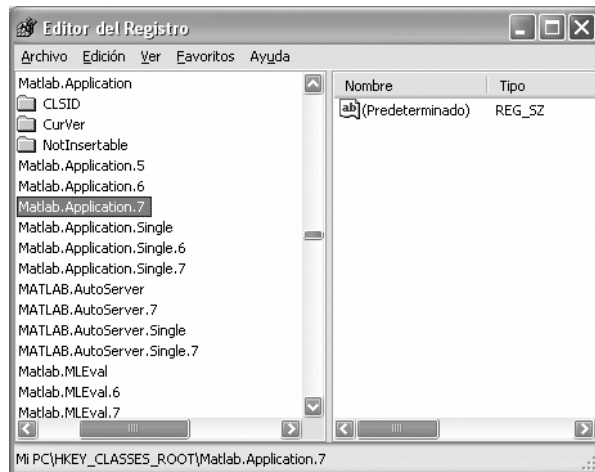 Editor del Registro
Archivo Edición Ver Favoritos Ayuda
Matlab.Application
CLSID
CurVer
NotInsertable
Matlab.Application.5
Matlab.Application.6
Matlab.Application.7
Matlab.Application.Single
Matlab.Application.Single.6
Matlab.Application.Single.7
MATLAB.AutoServer
MATLAB.AutoServer.7
MATLAB.AutoServer.Single
MATLAB.AutoServer.Single.7
Matlab.MLEval
Matlab.MLEval.6
Matlab.MLEval.7
Nombre Tipo
ab (Predeterminado) REG_SZ
Mi PC\HKEY_CLASSES_ROOT\Matlab.Application.7